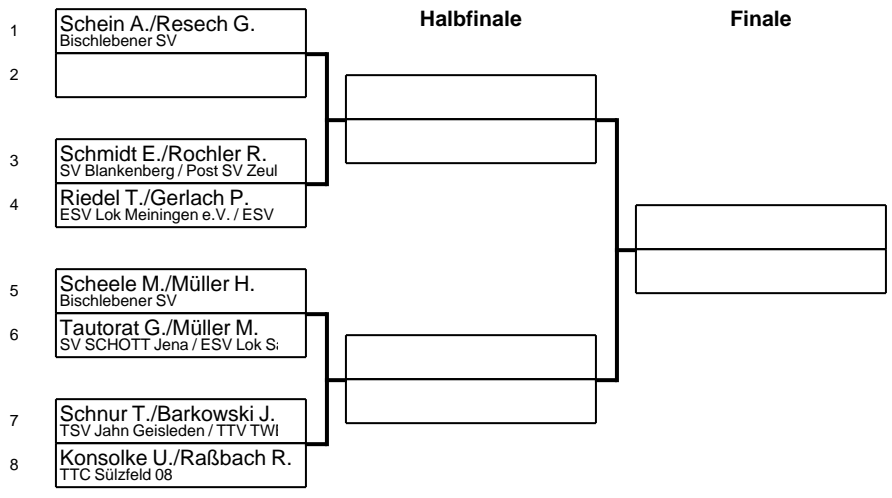 Halbfinale
Finale
1
Schein A./Resech G.
Bischlebener SV
2
3
Schmidt E./Rochler R.
SV Blankenberg / Post SV Zeul
4
Riedel T./Gerlach P.
ESV Lok Meiningen e.V. / ESV
5
Scheele M./Müller H.
Bischlebener SV
6
Tautorat G./Müller M.
SV SCHOTT Jena / ESV Lok
7
Schnur T./Barkowski J.
TSV Jahn Geisleden / TTV
8
Konsolke U./Raßbach R.
TTC Sülzfeld 08